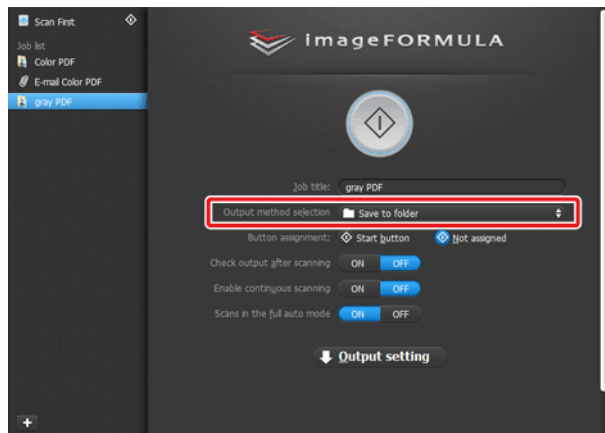 Scan First
Job list
Color PDF
E-mail Color PDF
gray PDF
imageFORMULA
Job title: gray PDF
Output method selection Save to folder
Button assignment: Start button Not assigned
Check output after scanning ON OFF
Enable continuous scanning ON OFF
Scans in the full auto mode ON OFF
Output setting